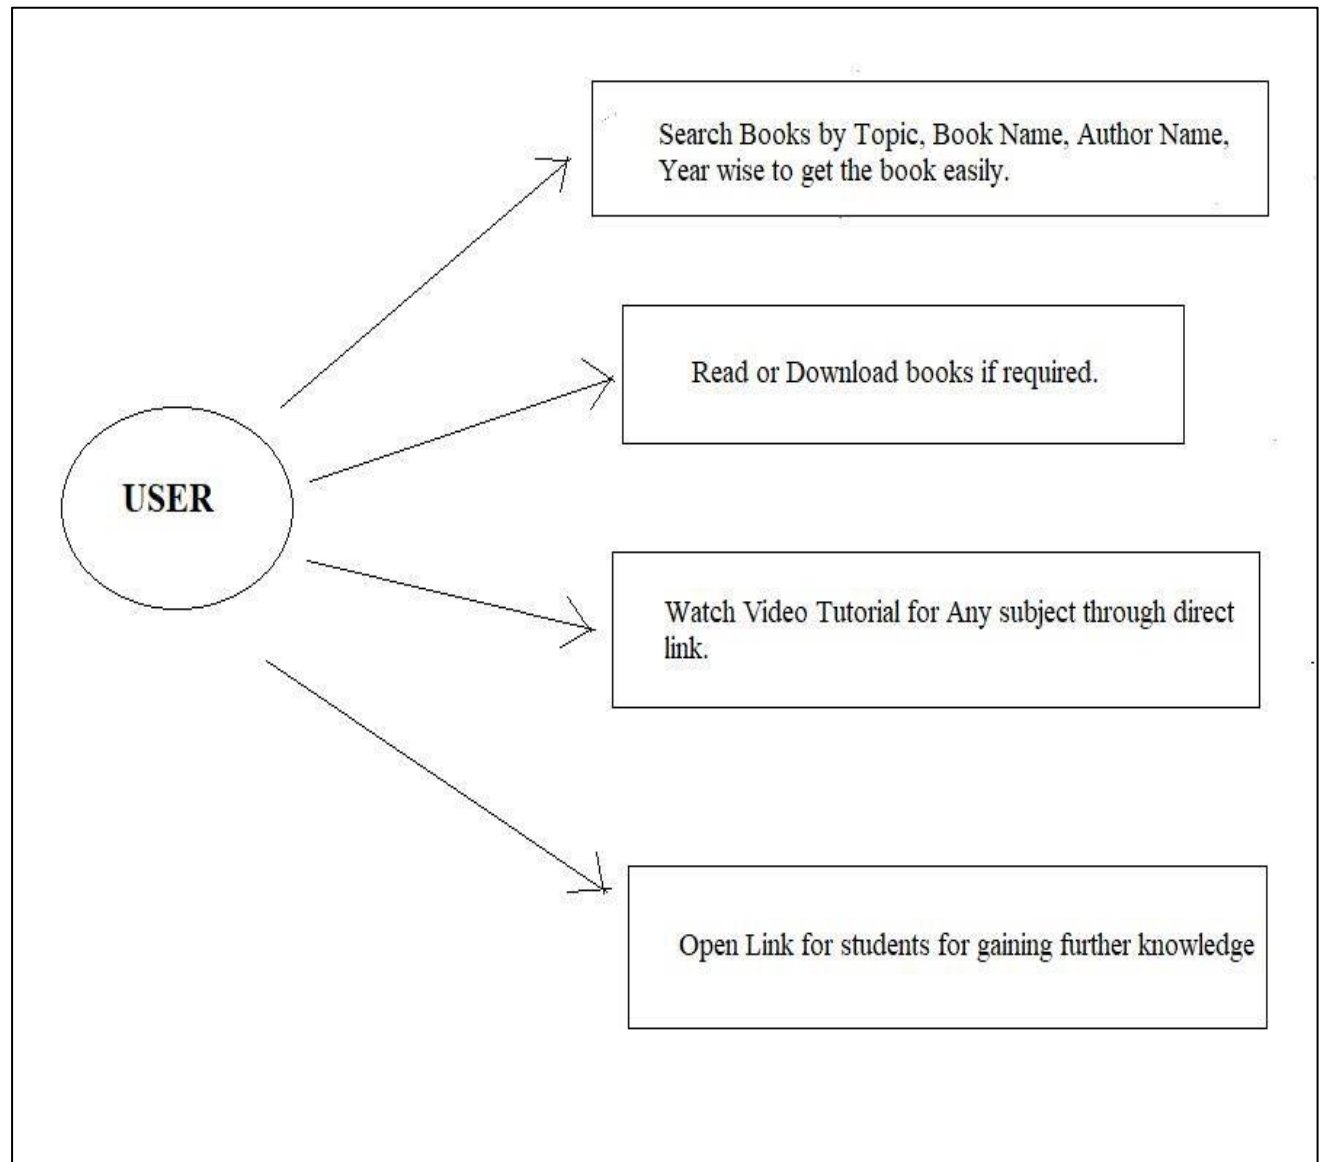 Search Books by Topic, Book Name, Author Name,
Year wise to get the book easily.
Read or Download books if required.
USER
Watch Video Tutorial for Any subject through direct
link.
Open Link for students for gaining further knowledge